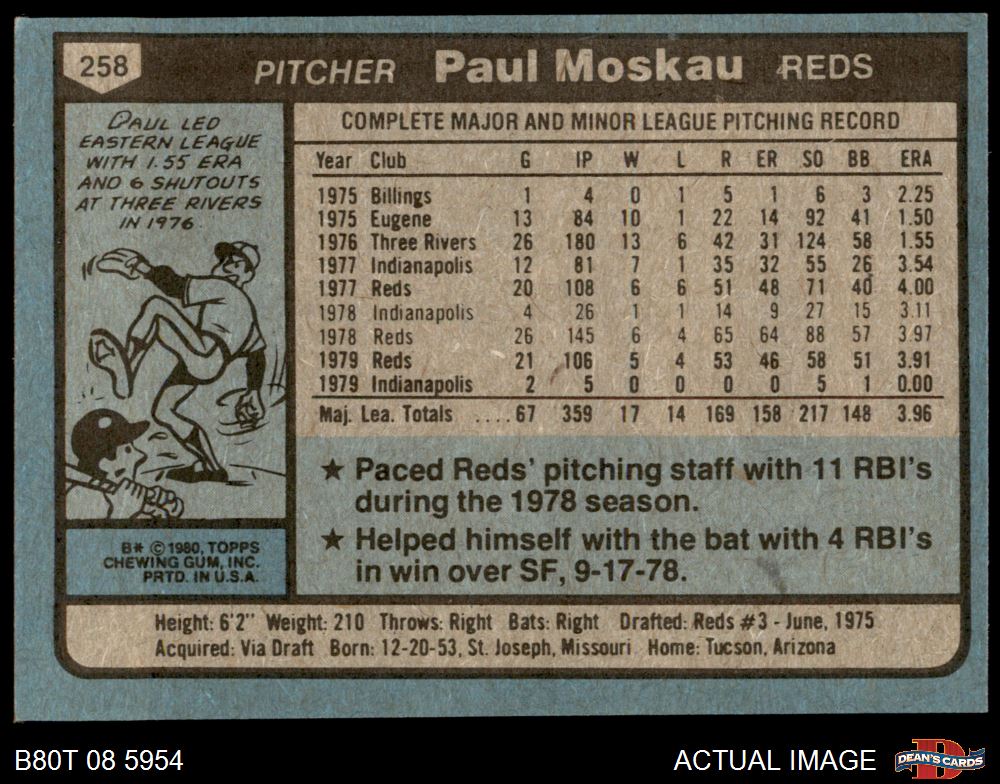 258
PITCHER Paul Moskau REDS
PAUL LED
EASTERN LEAGUE
WITH 1.55 ERA
AND 6 SHUTOUTS
AT THREE RIVERS
IN 1976
B* © 1980, TOPPS
CHEWING GUM, INC.
PRTD. IN U.S.A.
COMPLETE MAJOR AND MINOR LEAGUE PITCHING RECORD
Year Club G IP W L R ER SO BB ERA
1975 Billings 1 4 0 1 5 1 6 3 2.25
1975 Eugene 13 84 10 1 22 14 92 41 1.50
1976 Three Rivers 26 180 13 6 42 31 124 58 1.55
1977 Indianapolis 12 81 7 1 35 32 55 26 3.54
1977 Reds 20 108 6 6 51 48 71 40 4.00
1978 Indianapolis 4 26 1 1 14 9 27 15 3.11
1978 Reds 26 145 6 4 65 64 88 57 3.97
1979 Reds 21 106 5 4 53 46 58 51 3.91
1979 Indianapolis 2 5 0 0 0 0 5 1 0.00
Maj. Lea. Totals ....67 359 17 14 169 158 217 148 3.96
★ Paced Reds' pitching staff with 11 RBI's
during the 1978 season.
★ Helped himself with the bat with 4 RBI's
in win over SF, 9-17-78.
Height: 6'2" Weight: 210 Throws: Right Bats: Right Drafted: Reds #3 - June, 1975
Acquired: Via Draft Born: 12-20-53, St. Joseph, Missouri Home: Tucson, Arizona
B80T 08 5954
ACTUAL IMAGE
D
DEAN'S CARDS